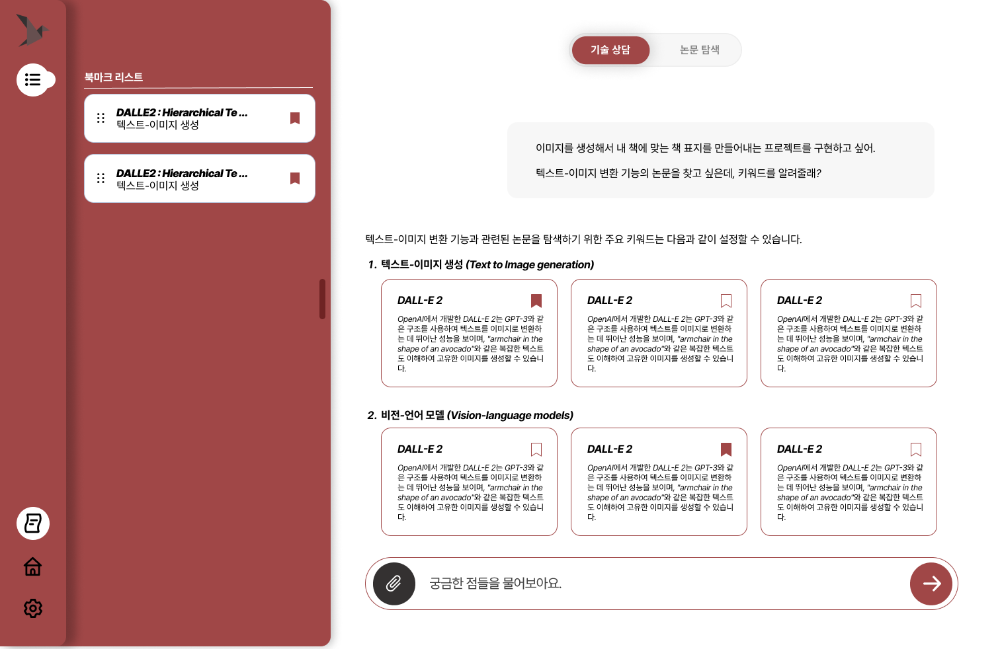 북마크 리스트
DALLE2 : Hierarchical Te ...
텍스트-이미지 생성
DALLE2 : Hierarchical Te ...
텍스트-이미지 생성
기술 상담
논문 탐색
이미지를 생성해서 내 책에 맞는 책 표지를 만들어내는 프로젝트를 구현하고 싶어.
텍스트-이미지 변환 기능의 논문을 찾고 싶은데, 키워드를 알려줄래?
텍스트-이미지 변환 기능과 관련된 논문을 탐색하기 위한 주요 키워드는 다음과 같이 설정할 수 있습니다.
1. 텍스트-이미지 생성 (Text to Image generation)
DALL-E 2
OpenAI에서 개발한 DALL-E 2는 GPT-3와 같
은 구조를 사용하여 텍스트를 이미지로 변환하
는 데 뛰어난 성능을 보이며, "armchair in the
shape of an avocado"와 같은 복잡한 텍스트
도 이해하여 고유한 이미지를 생성할 수 있습니
다.
DALL-E 2
OpenAI에서 개발한 DALL-E 2는 GPT-3와 같
은 구조를 사용하여 텍스트를 이미지로 변환하
는 데 뛰어난 성능을 보이며, "armchair in the
shape of an avocado"와 같은 복잡한 텍스트
도 이해하여 고유한 이미지를 생성할 수 있습니
다.
DALL-E 2
OpenAI에서 개발한 DALL-E 2는 GPT-3와 같
은 구조를 사용하여 텍스트를 이미지로 변환하
는 데 뛰어난 성능을 보이며, "armchair in the
shape of an avocado"와 같은 복잡한 텍스트
도 이해하여 고유한 이미지를 생성할 수 있습니
다.
2. 비전-언어 모델 (Vision-language models)
DALL-E 2
OpenAI에서 개발한 DALL-E 2는 GPT-3와 같
은 구조를 사용하여 텍스트를 이미지로 변환하
는 데 뛰어난 성능을 보이며, "armchair in the
shape of an avocado"와 같은 복잡한 텍스트
도 이해하여 고유한 이미지를 생성할 수 있습니
다.
DALL-E 2
OpenAI에서 개발한 DALL-E 2는 GPT-3와 같
은 구조를 사용하여 텍스트를 이미지로 변환하
는 데 뛰어난 성능을 보이며, "armchair in the
shape of an avocado"와 같은 복잡한 텍스트
도 이해하여 고유한 이미지를 생성할 수 있습니
다.
DALL-E 2
OpenAI에서 개발한 DALL-E 2는 GPT-3와 같
은 구조를 사용하여 텍스트를 이미지로 변환하
는 데 뛰어난 성능을 보이며, "armchair in the
shape of an avocado"와 같은 복잡한 텍스트
도 이해하여 고유한 이미지를 생성할 수 있습니
다.
궁금한 점들을 물어보아요.